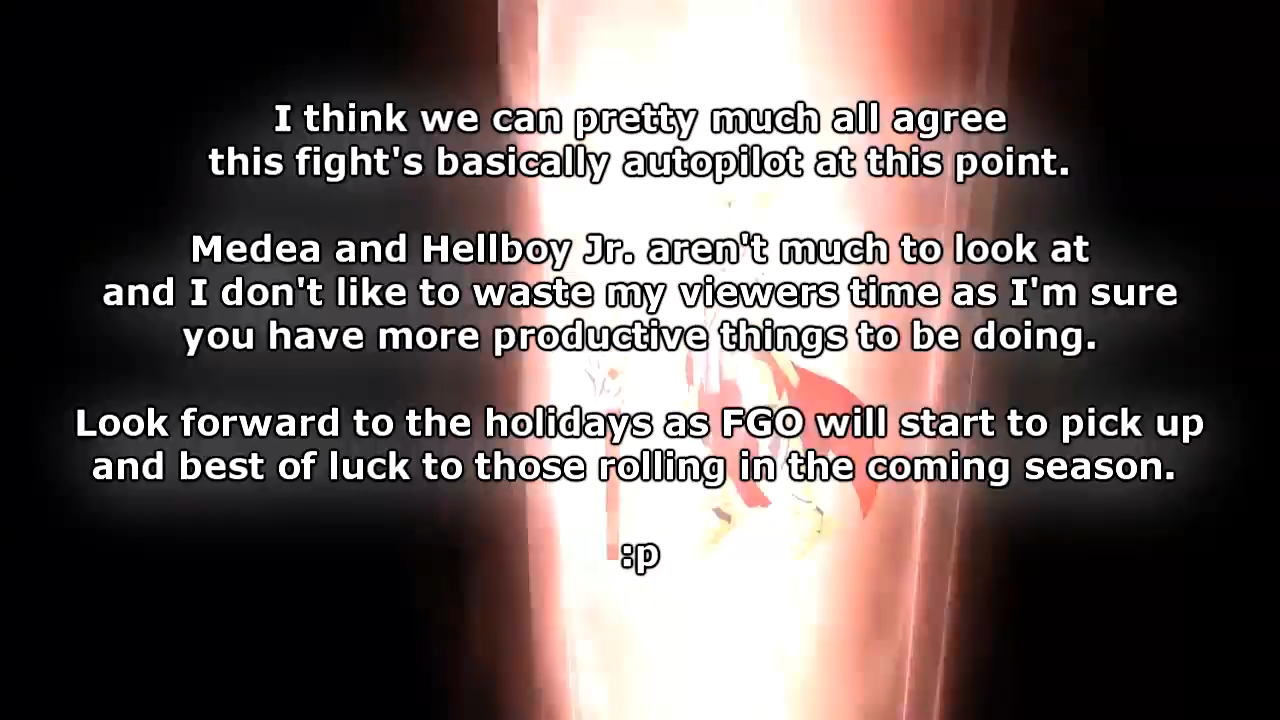 I think we can pretty much all agree
this fight's basically autopilot at this point.
Medea and Hellboy Jr. aren't much to look at
and I don't like to waste my viewers time as I'm sure
you have more productive things to be doing.
Look forward to the holidays as FGO will start to pick up
and best of luck to those rolling in the coming season.
:p